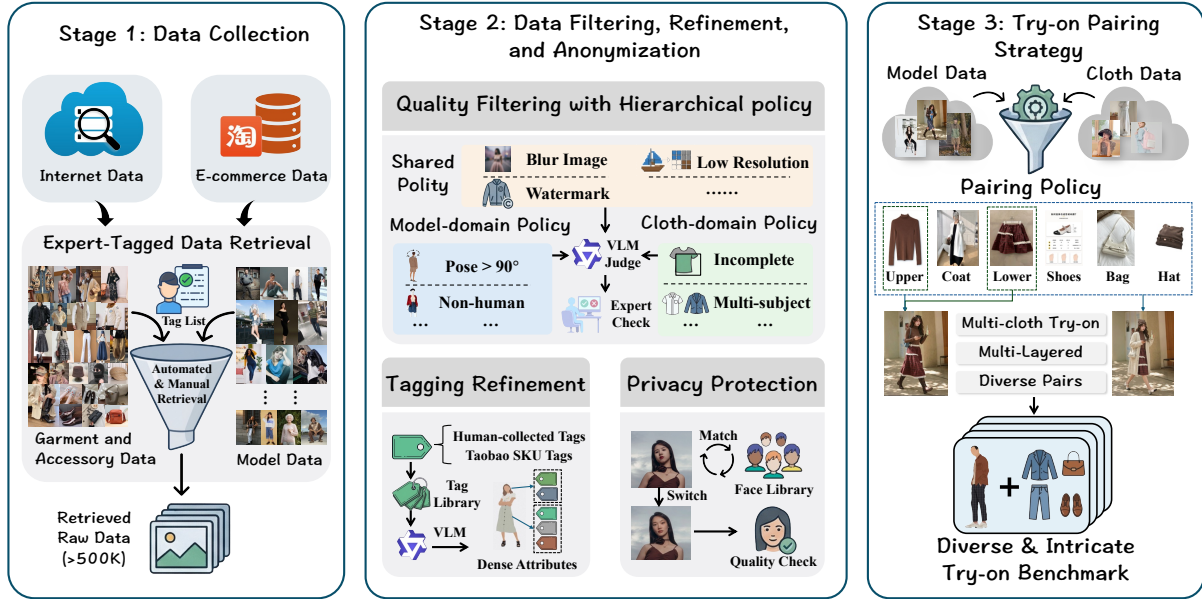 Stage 1: Data Collection
淘
Internet Data
E-commerce Data
Expert-Tagged Data Retrieval
Tag List
Automated
& Manual
Retrieval
Garment and
Accessory Data
Model Data
Retrieved
Raw Data
(>500K)
Stage 2: Data Filtering, Refinement,
and Anonymization
Quality Filtering with Hierarchical policy
Shared
Polity
Blur Image
Low Resolution
Watermark
......
Model-domain Policy
Cloth-domain Policy
Pose > 90°
VLM
Judge
Incomplete
Non-human
Expert
Check
Multi-subject
...
...
...
...
Tagging Refinement
Human-collected Tags
Taobao SKU Tags
Tag
Library
VLM
Dense Attributes
Privacy Protection
Match
Face Library
Switch
Quality Check
Stage 3: Try-on Pairing
Strategy
Model Data
Cloth Data
Pairing Policy
Upper
Coat
Lower
Shoes
Bag
Hat
Multi-cloth Try-on
Multi-Layered
Diverse Pairs
Diverse & Intricate
Try-on Benchmark